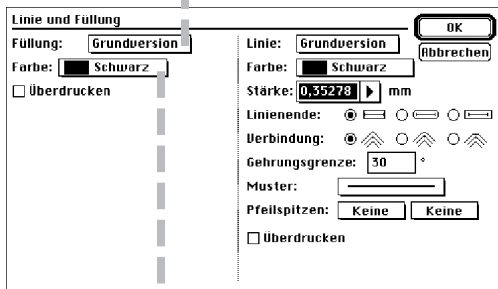 Linie und Füllung
OK
Abbrechen
Füllung: Grundversion
Farbe: Schwarz
Überdrucken
Linie: Grundversion
Farbe: Schwarz
Stärke: 0,35278 mm
Linienende:
Verbindung:
Gehrungsgrenze: 30 °
Muster:
Pfeilspitzen: Keine Keine
Überdrucken